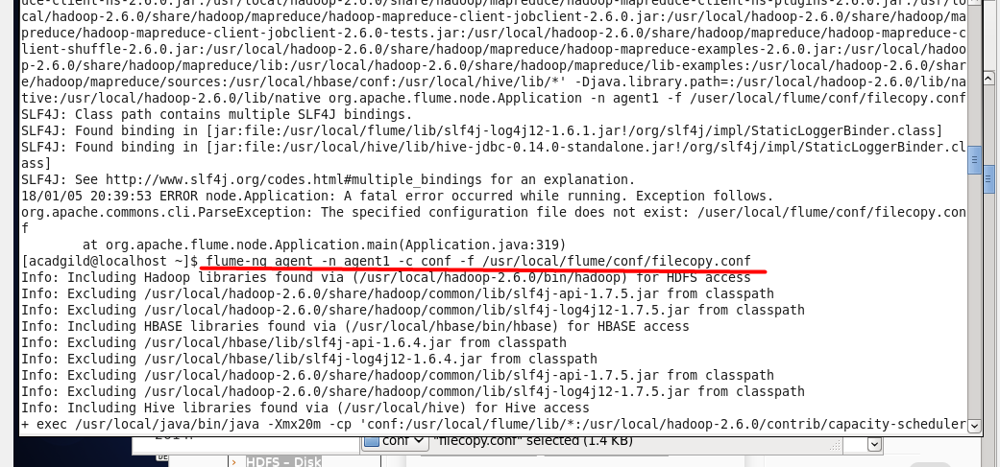 uce-client-hs-2.6.0.jar:/usr/local/hadoop-2.6.0/share/hadoop/mapreduce/hadoop-mapreduce-client-hs-plugins-2.6.0.jar:/usr/lo
cal/hadoop-2.6.0/share/hadoop/mapreduce/hadoop-mapreduce-client-jobclient-2.6.0.jar:/usr/local/hadoop-2.6.0/share/hadoop/ma
preduce/hadoop-mapreduce-client-jobclient-2.6.0-tests.jar:/usr/local/hadoop-2.6.0/share/hadoop/mapreduce/hadoop-mapreduce-c
lient-shuffle-2.6.0.jar:/usr/local/hadoop-2.6.0/share/hadoop/mapreduce/hadoop-mapreduce-examples-2.6.0.jar:/usr/local/hadoo
p-2.6.0/share/hadoop/mapreduce/lib:/usr/local/hadoop-2.6.0/share/hadoop/mapreduce/lib-examples:/usr/local/hadoop-2.6.0/shar
e/hadoop/mapreduce/sources:/usr/local/hbase/conf:/usr/local/hive/lib/*' -Djava.library.path=:/usr/local/hadoop-2.6.0/lib/na
tive:/usr/local/hadoop-2.6.0/lib/native org.apache.flume.node.Application -n agent1 -f /user/local/flume/conf/filecopy.conf
SLF4J: Class path contains multiple SLF4J bindings.
SLF4J: Found binding in [jar:file:/usr/local/flume/lib/slf4j-log4j12-1.6.1.jar!/org/slf4j/impl/StaticLoggerBinder.class]
SLF4J: Found binding in [jar:file:/usr/local/hive/lib/hive-jdbc-0.14.0-standalone.jar!/org/slf4j/impl/StaticLoggerBinder.cl
ass]
SLF4J: See http://www.slf4j.org/codes.html#multiple_bindings for an explanation.
18/01/05 20:39:53 ERROR node.Application: A fatal error occurred while running. Exception follows.
org.apache.commons.cli.ParseException: The specified configuration file does not exist: /user/local/flume/conf/filecopy.con
f
at org.apache.flume.node.Application.main(Application.java:319)
[acadgild@localhost ~]$ flume-ng agent -n agent1 -c conf -f /usr/local/flume/conf/filecopy.conf
Info: Including Hadoop libraries found via (/usr/local/hadoop-2.6.0/bin/hadoop) for HDFS access
Info: Excluding /usr/local/hadoop-2.6.0/share/hadoop/common/lib/slf4j-api-1.7.5.jar from classpath
Info: Excluding /usr/local/hadoop-2.6.0/share/hadoop/common/lib/slf4j-log4j12-1.7.5.jar from classpath
Info: Including HBASE libraries found via (/usr/local/hbase/bin/hbase) for HBASE access
Info: Excluding /usr/local/hbase/lib/slf4j-api-1.6.4.jar from classpath
Info: Excluding /usr/local/hbase/lib/slf4j-log4j12-1.6.4.jar from classpath
Info: Excluding /usr/local/hadoop-2.6.0/share/hadoop/common/lib/slf4j-api-1.7.5.jar from classpath
Info: Excluding /usr/local/hadoop-2.6.0/share/hadoop/common/lib/slf4j-log4j12-1.7.5.jar from classpath
Info: Including Hive libraries found via (/usr/local/hive) for Hive access
+ exec /usr/local/java/bin/java -Xmx20m -cp 'conf:/usr/local/flume/lib/*:/usr/local/hadoop-2.6.0/contrib/capacity-scheduler
conf "filecopy.conf" selected (1.4 KB)
HDFS – Disk